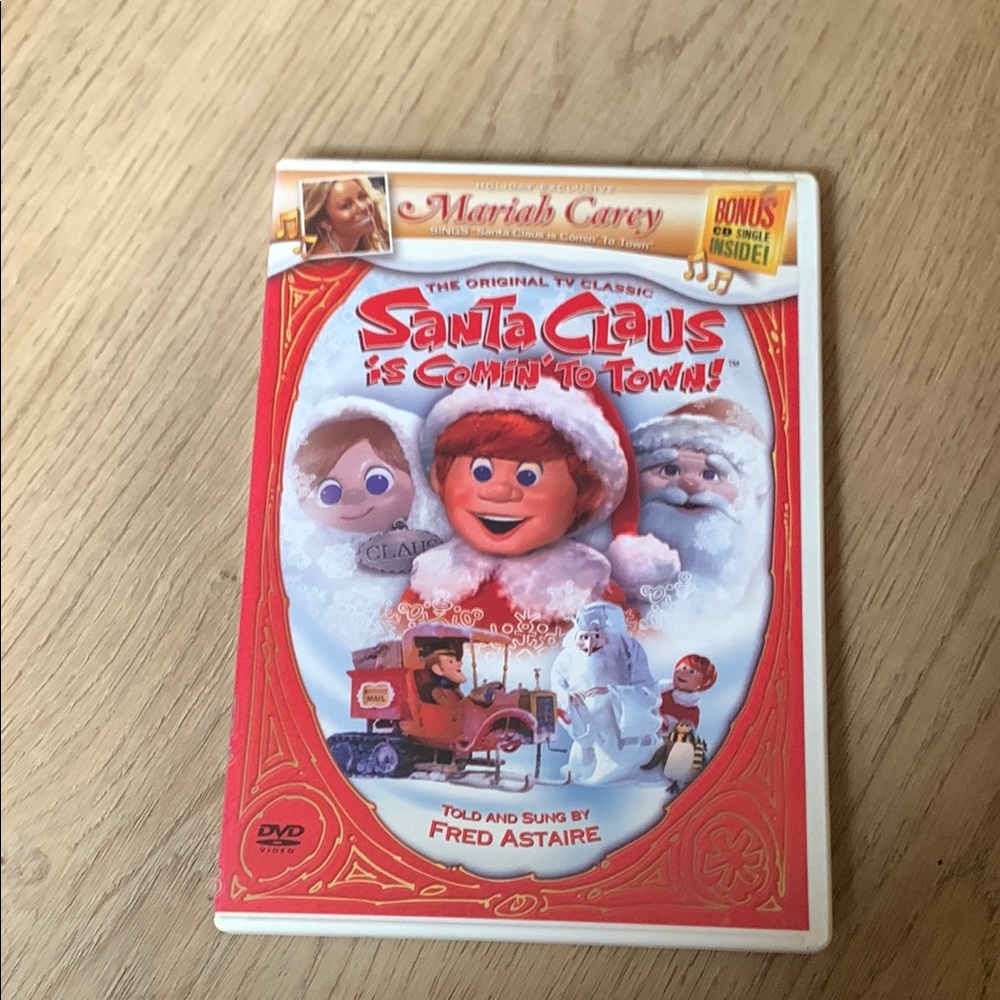 HOLIDAY EXCLUSIVE
Mariah Carey
SINGS "Santa Claus is Comin' To Town"
BONUS
CD SINGLE
INSIDE!
THE ORIGINAL TV CLASSIC
SANTA CLAUS
IS COMIN' TO TOWN!™
CLAUS
MAIL
TOLD AND SUNG BY
FRED ASTAIRE
DVD
VIDEO